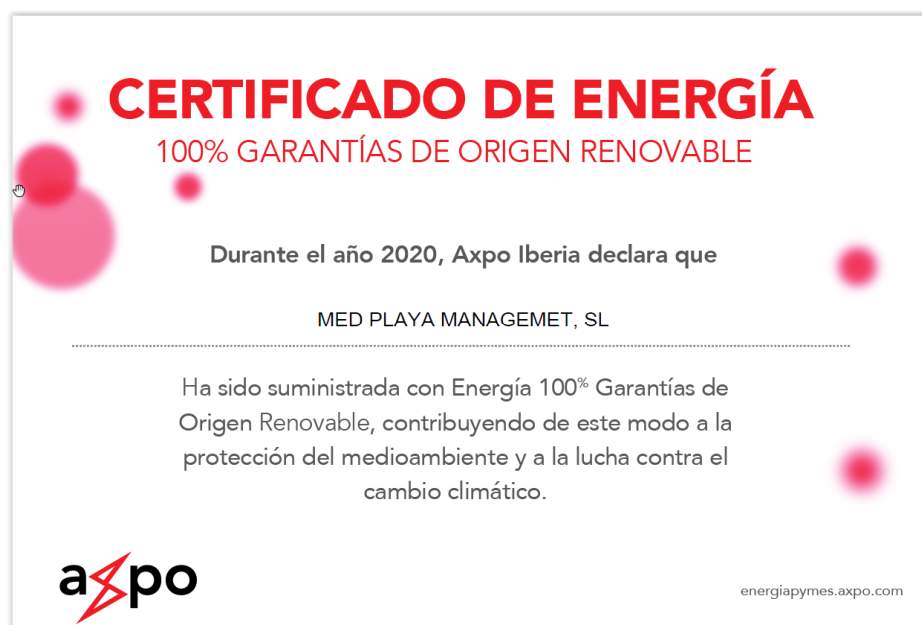 CERTIFICADO DE ENERGÍA
100% GARANTÍAS DE ORIGEN RENOVABLE
Durante el año 2020, Axpo Iberia declara que
MED PLAYA MANAGEMET, SL
Ha sido suministrada con Energía 100% Garantías de
Origen Renovable, contribuyendo de este modo a la
protección del medioambiente y a la lucha contra el
cambio climático.
axpo
energiapymes.axpo.com